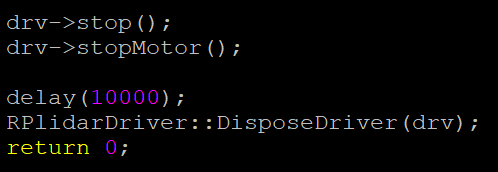 drv->stop();
drv->stopMotor();
delay(10000);
RPlidarDriver::DisposeDriver(drv);
return 0;